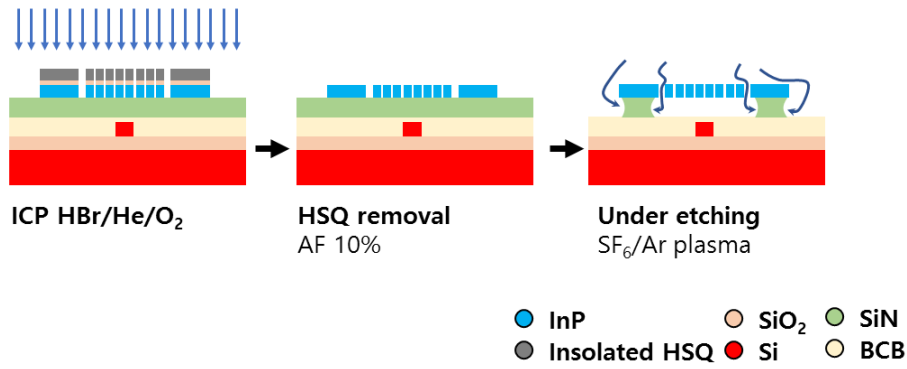 ICP HBr/He/O₂
HSQ removal
AF 10%
Under etching
SF₆/Ar plasma
InP
SiO₂
SiN
Insolated HSQ
Si
BCB